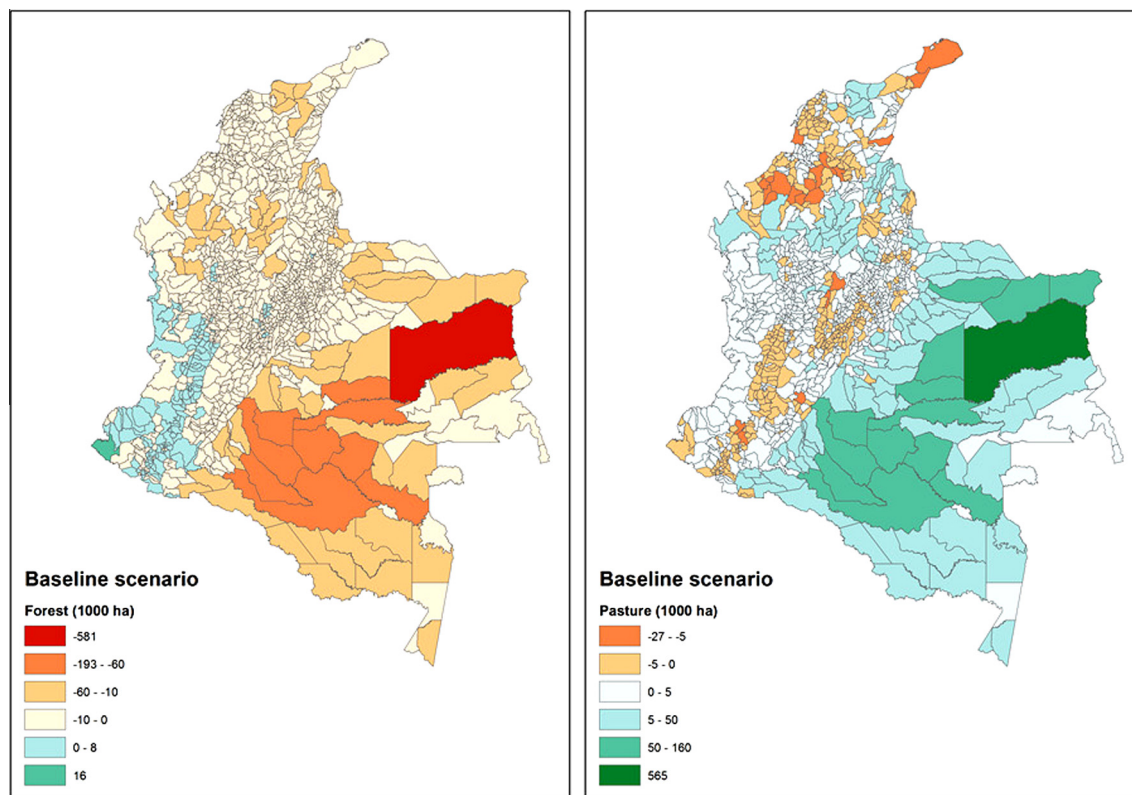 Baseline scenario
Forest (1000 ha)
-581
-193 - -60
-60 - -10
-10 - 0
0 - 8
16
Baseline scenario
Pasture (1000 ha)
-27 - -5
-5 - 0
0 - 5
5 - 50
50 - 160
565